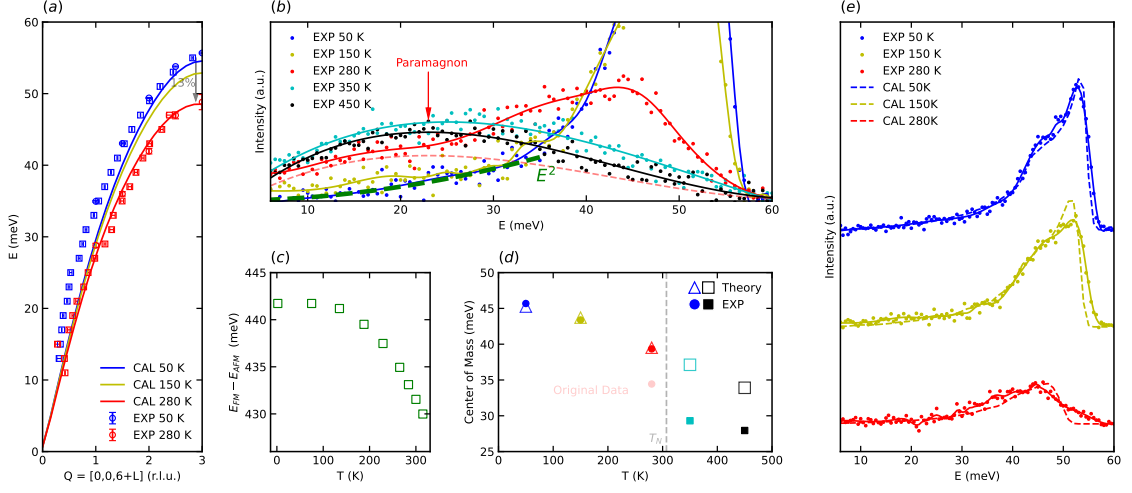 (a)
E (meV)
60
50
40
30
20
10
0
13%
CAL 50 K
CAL 150 K
CAL 280 K
EXP 50 K
EXP 280 K
0
1
2
3
Q = [0,0,6+L] (r.l.u.)
(b)
Intensity (a.u.)
EXP 50 K
EXP 150 K
EXP 280 K
EXP 350 K
EXP 450 K
Paramagnon
E²
10
20
30
40
50
60
E (meV)
(c)
E_FM − E_AFM (meV)
445
440
435
430
0
100
200
300
T (K)
(d)
Center of Mass (meV)
50
45
40
35
30
25
Theory
EXP
Original Data
T_N
0
100
200
300
400
500
T (K)
(e)
Intensity (a.u.)
EXP 50 K
EXP 150 K
EXP 280 K
CAL 50K
CAL 150K
CAL 280K
10
20
30
40
50
60
E (meV)